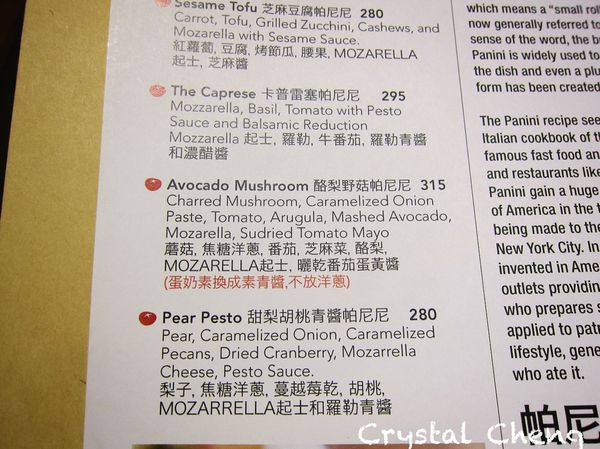 Sesame Tofu 芝麻豆腐帕尼尼 280
Carrot, Tofu, Grilled Zucchini, Cashews, and
Mozarella with Sesame Sauce.
紅蘿蔔, 豆腐, 烤節瓜, 腰果, MOZARELLA
起士, 芝麻醬
The Caprese 卡普雷塞帕尼尼 295
Mozzarella, Basil, Tomato with Pesto
Sauce and Balsamic Reduction
Mozzarella 起士, 羅勒, 牛番茄, 羅勒青醬
和濃醋醬
Avocado Mushroom 酪梨野菇帕尼尼 315
Charred Mushroom, Caramelized Onion
Paste, Tomato, Arugula, Mashed Avocado,
Mozarella, Sudried Tomato Mayo
蘑菇, 焦糖洋蔥, 番茄, 芝麻菜, 酪梨,
MOZARELLA起士, 曬乾番茄蛋黃醬
(蛋奶素換成素青醬,不放洋蔥)
Pear Pesto 甜梨胡桃青醬帕尼尼 280
Pear, Caramelized Onion, Caramelized
Pecans, Dried Cranberry, Mozarrella
Cheese, Pesto Sauce.
梨子, 焦糖洋蔥, 蔓越莓乾, 胡桃,
MOZARRELLA起士和羅勒青醬
which means a "small roll
now generally referred to
sense of the word, the bu
Panini is widely used to
the dish and even a plu
form has been created
The Panini recipe see
Italian cookbook of the
famous fast food an
and restaurants like
Panini gain a huge
of America in the t
being made to the
New York City. In
invented in Ame
outlets providin
who prepares s
applied to patr
lifestyle, gene
who ate it.
帕尼
Crystal Cheng